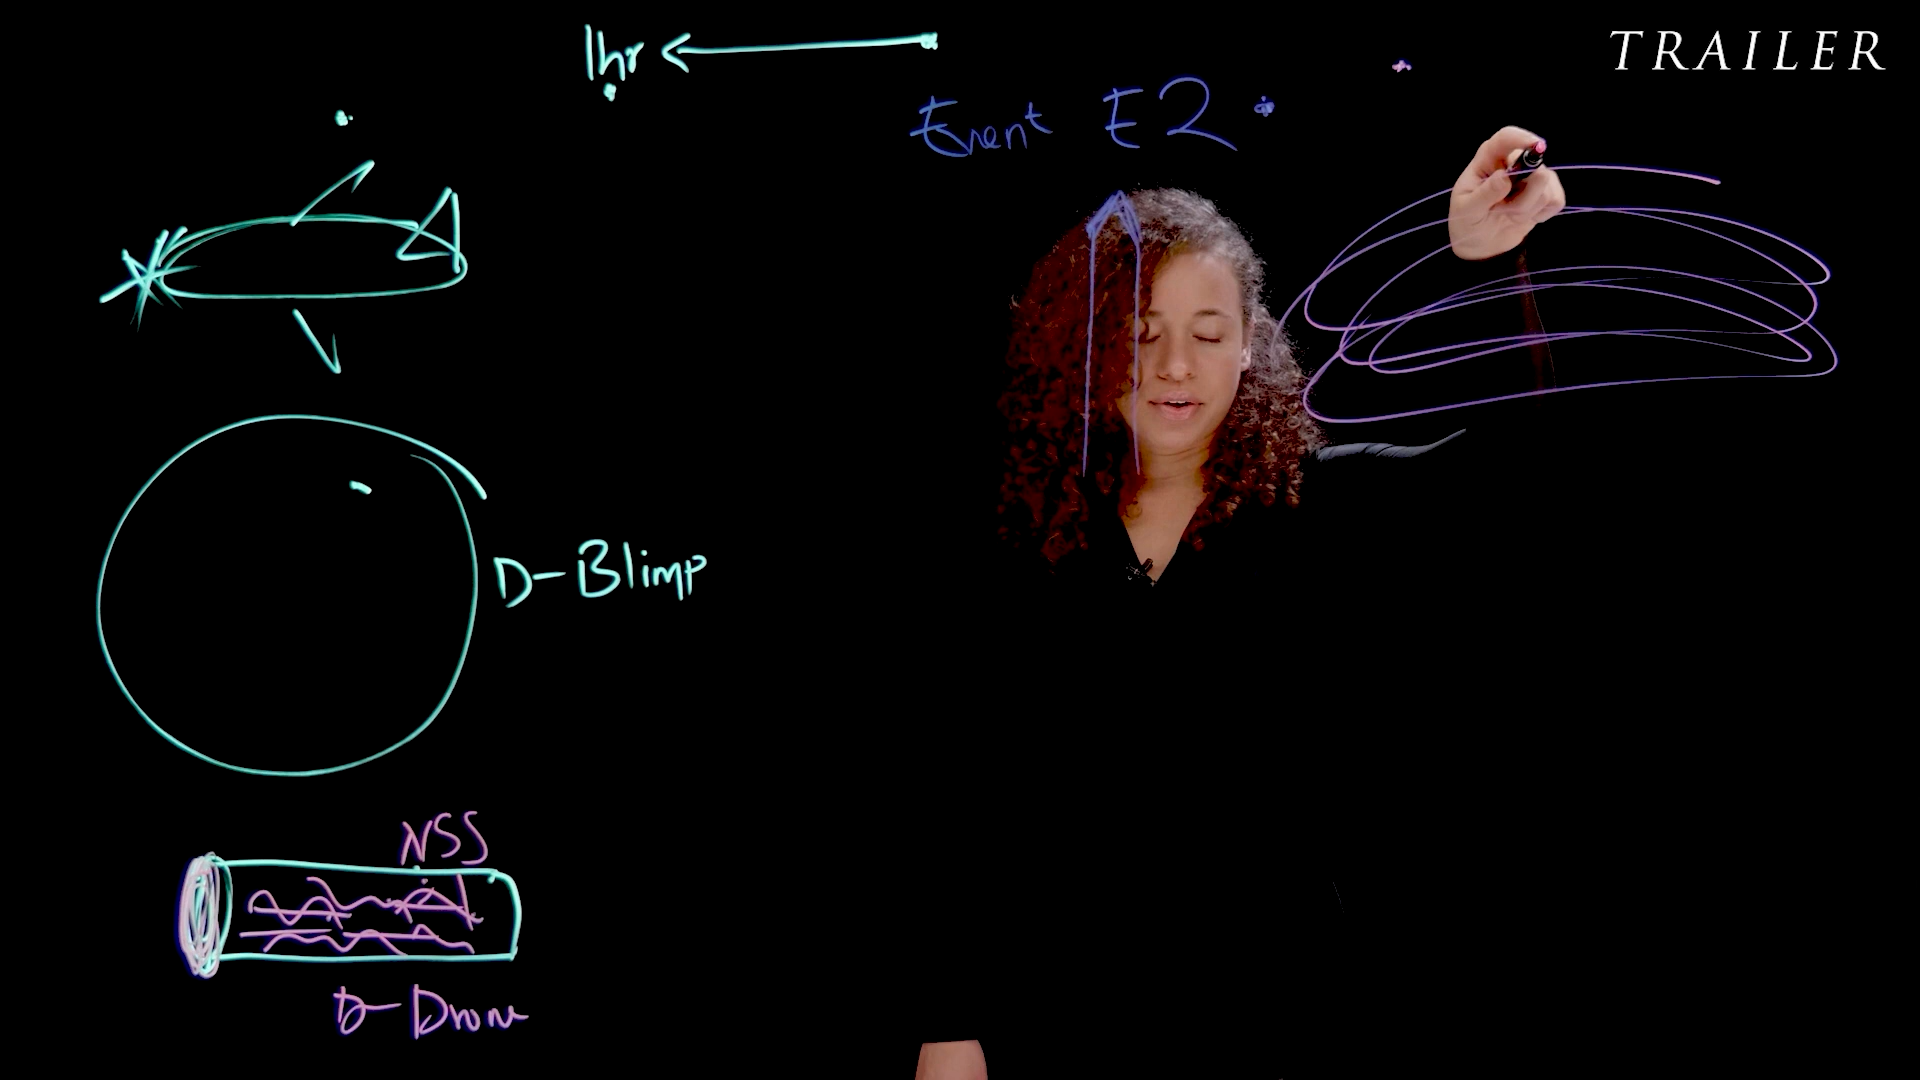 1hr
TRAILER
Event E2
D-Blimp
NSS
D-Drone